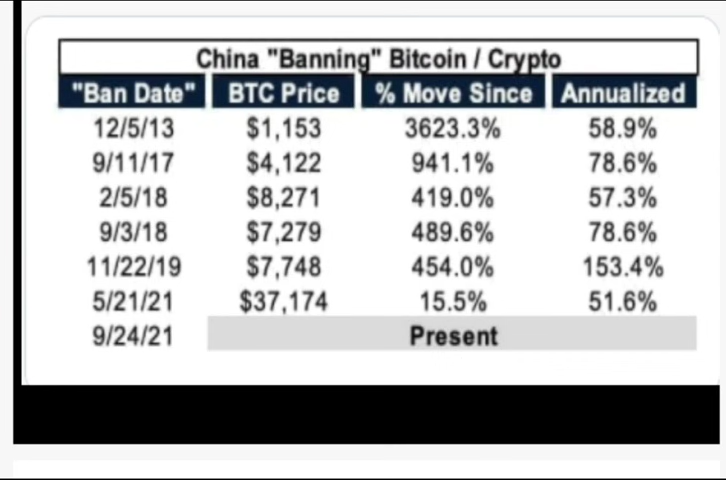 China "Banning" Bitcoin / Crypto
"Ban Date" BTC Price % Move Since Annualized
12/5/13 $1,153 3623.3% 58.9%
9/11/17 $4,122 941.1% 78.6%
2/5/18 $8,271 419.0% 57.3%
9/3/18 $7,279 489.6% 78.6%
11/22/19 $7,748 454.0% 153.4%
5/21/21 $37,174 15.5% 51.6%
9/24/21 Present